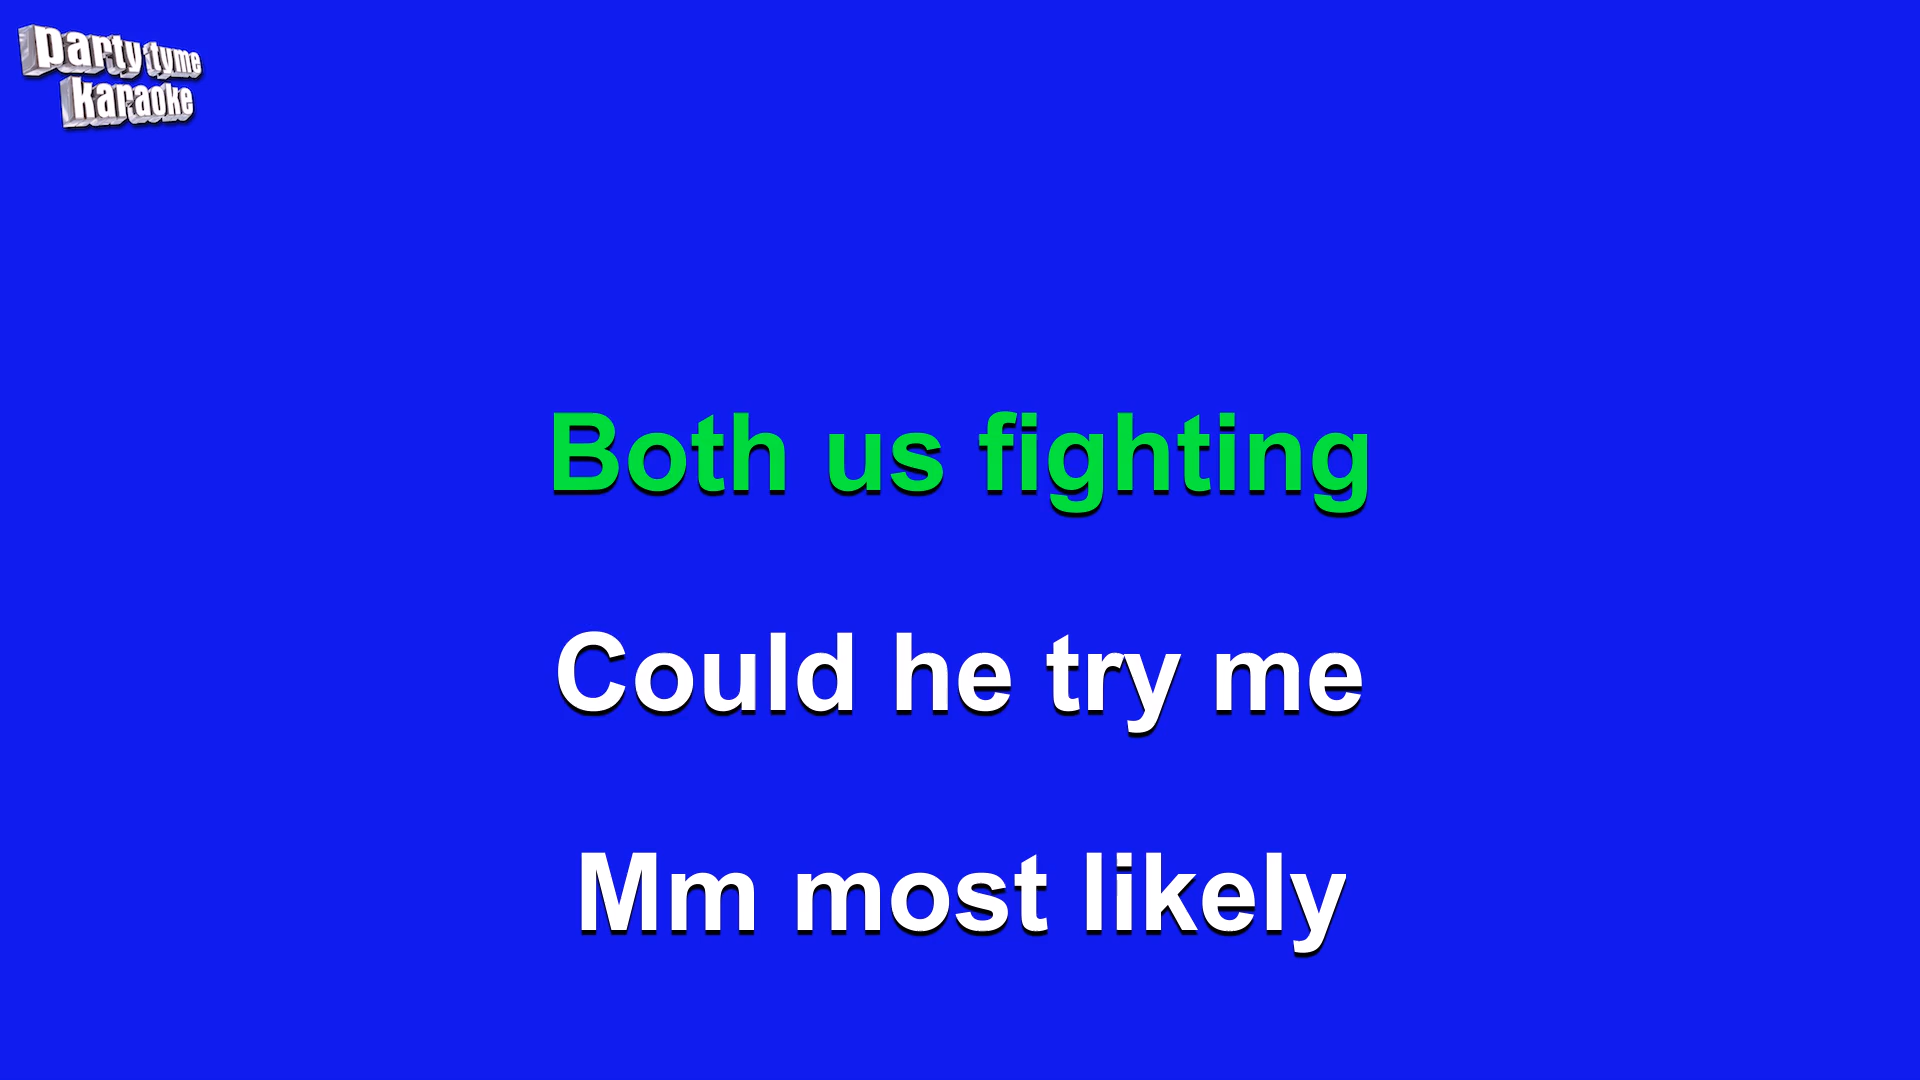 party tyme
karaoke
Both us fighting
Could he try me
Mm most likely